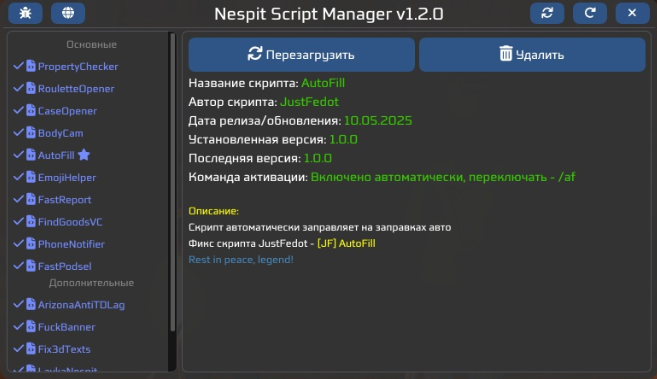 Nespit Script Manager v1.2.0
Основные
PropertyChecker
RouletteOpener
CaseOpener
BodyCam
AutoFill
EmojiHelper
FastReport
FindGoodsVC
PhoneNotifier
FastPodsel
Дополнительные
ArizonaAntiTDLag
FuckBanner
Fix3dTexts
LavkaNespit
Перезагрузить
Удалить
Название скрипта: AutoFill
Автор скрипта: JustFedot
Дата релиза/обновления: 10.05.2025
Установленная версия: 1.0.0
Последняя версия: 1.0.0
Команда активации: Включено автоматически, переключать - /af
Описание:
Скрипт автоматически заправляет на заправках авто
Фикс скрипта JustFedot - [JF] AutoFill
Rest in peace, legend!